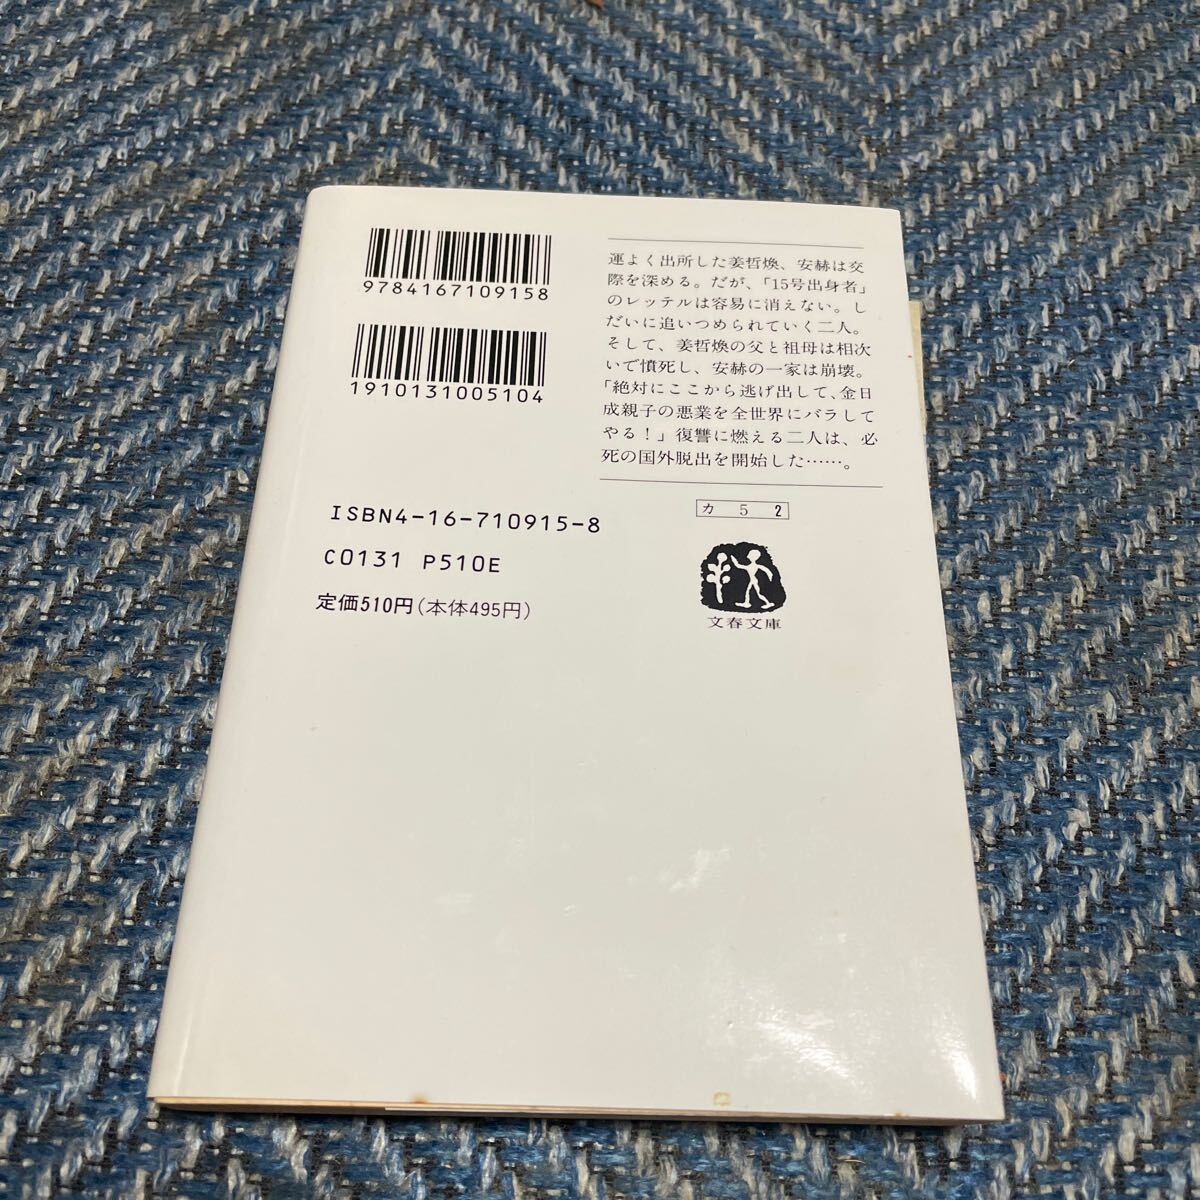 9784167109158
1910131005104
ISBN4-16-710915-8
C0131 P510E
定価510円(本体495円)
運よく出所した姜哲煥、安赫は交
際を深める。だが、「15号出身者」
のレッテルは容易に消えない。し
だいに追いつめられていく二人。
そして、姜哲煥の父と祖母は相次
いで憤死し、安赫の一家は崩壊。
「絶対にここから逃げ出して、金日
成親子の悪業を全世界にバラして
やる！」復讐に燃える二人は、必
死の国外脱出を開始した……。
カ 5 2
文春文庫